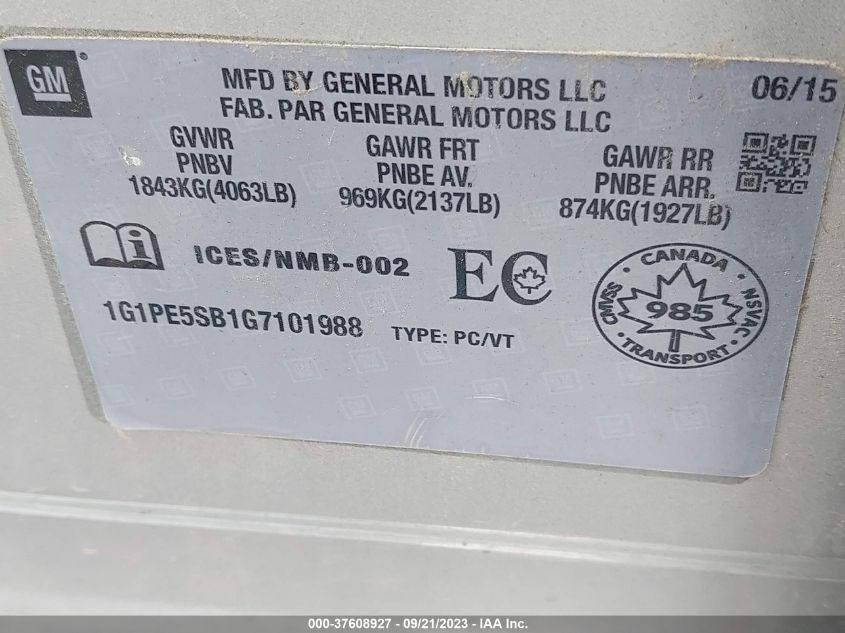 GM
MFD BY GENERAL MOTORS LLC
06/15
FAB. PAR GENERAL MOTORS LLC
GVWR
PNBV
1843KG(4063LB)
GAWR FRT
PNBE AV.
969KG(2137LB)
GAWR RR
PNBE ARR.
874KG(1927LB)
ICES/NMB-002
EC
CANADA
CMVSS
985
NSVAC
TRANSPORT
1G1PE5SB1G7101988
TYPE: PC/VT
000-37608927 - 09/21/2023 - IAA Inc.